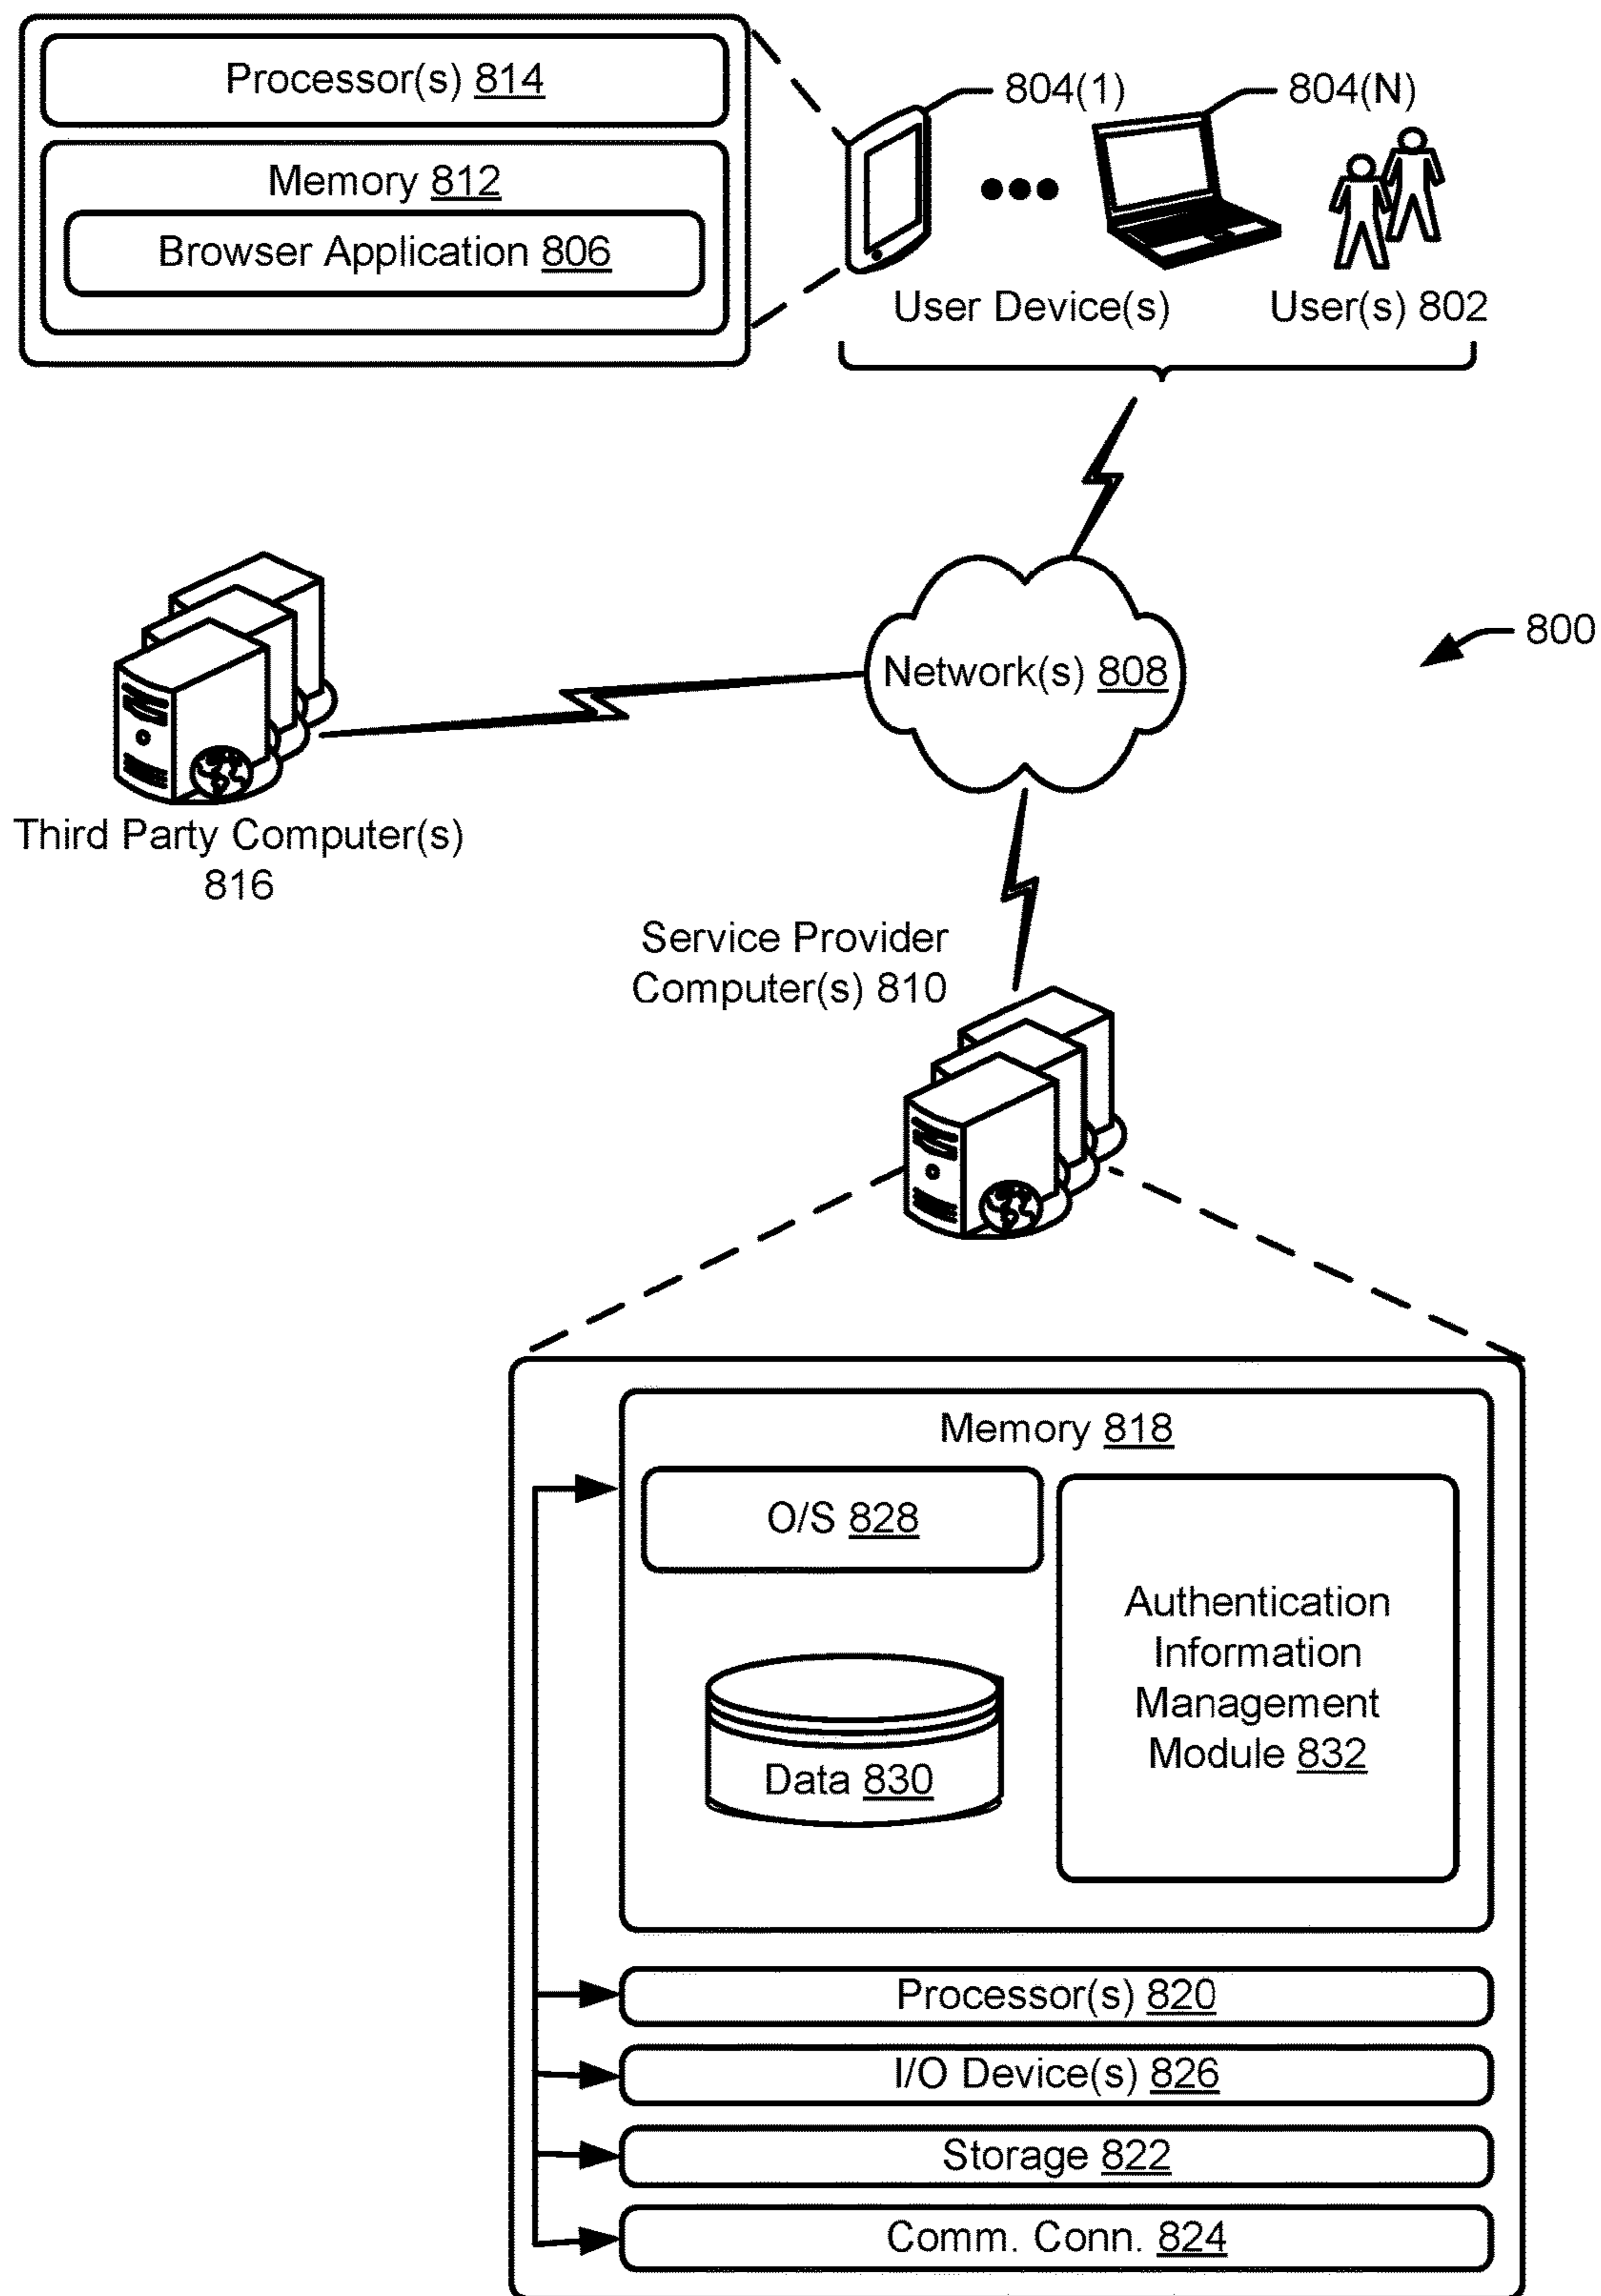 Processor(s) 814
Memory 812
Browser Application 806
804(1)
804(N)
User Device(s)
User(s) 802
Network(s) 808
800
Third Party Computer(s)
816
Service Provider
Computer(s) 810
Memory 818
O/S 828
Data 830
Authentication
Information
Management
Module 832
Processor(s) 820
I/O Device(s) 826
Storage 822
Comm. Conn. 824